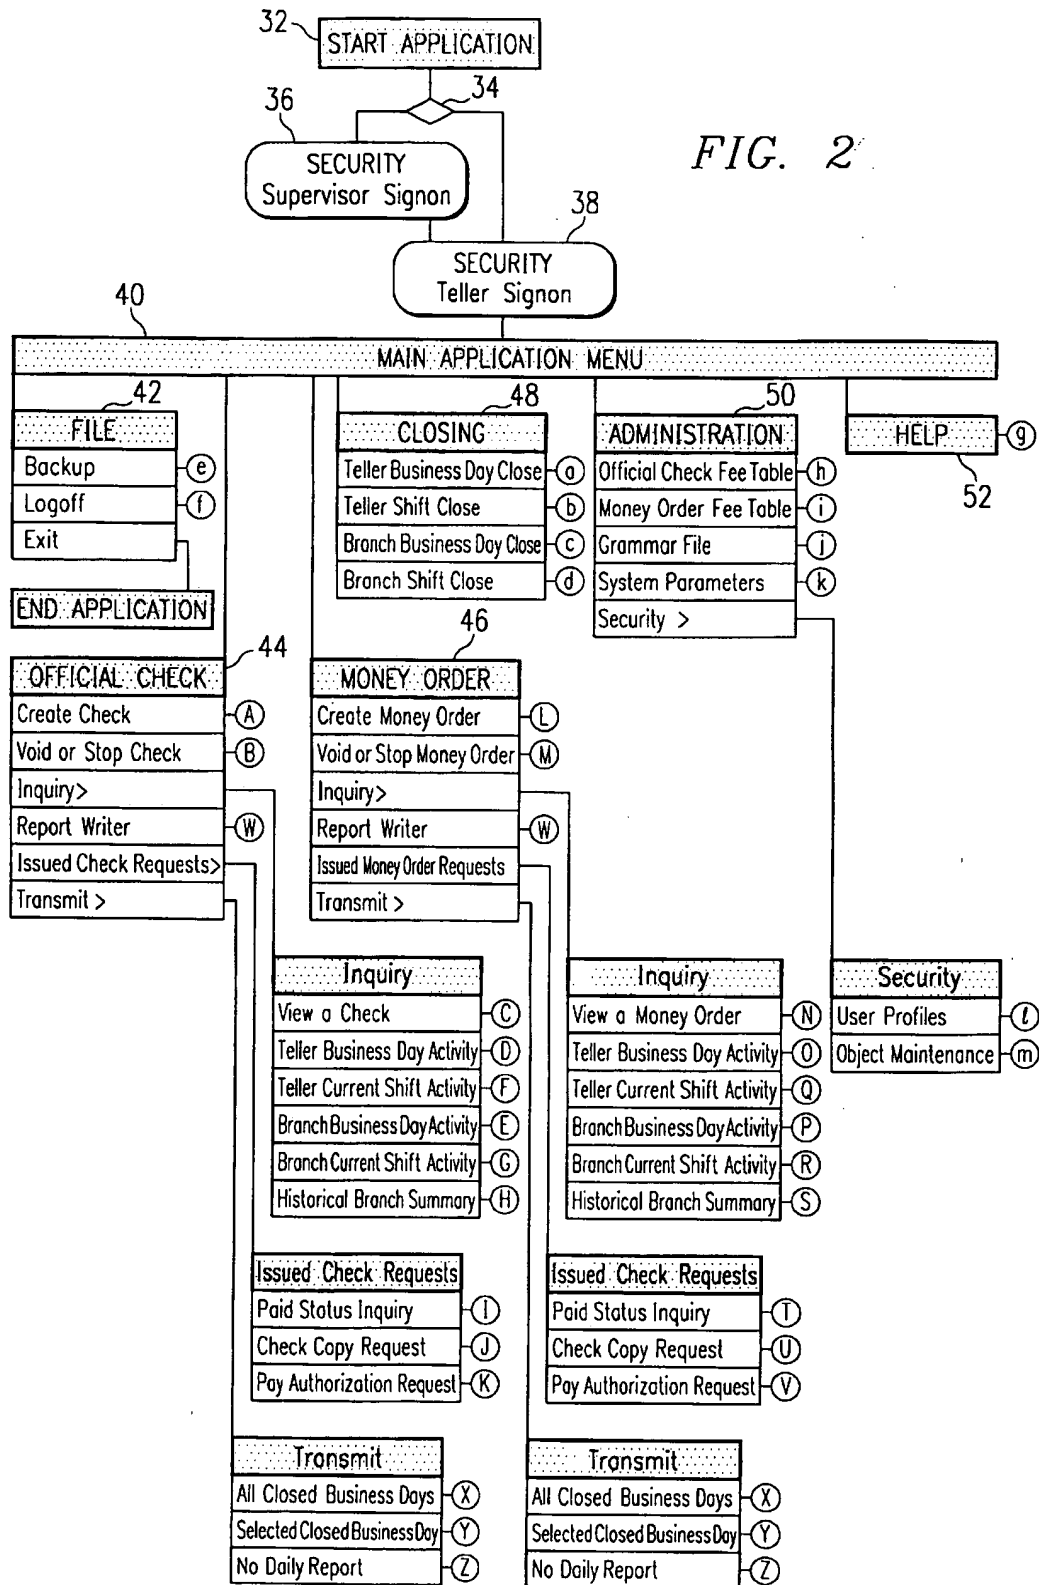 32
START APPLICATION
34
36
SECURITY
Supervisor Signon
FIG. 2
38
SECURITY
Teller Signon
40
MAIN APPLICATION MENU
42
FILE
Backup
e
Logoff
f
Exit
END APPLICATION
48
CLOSING
Teller Business Day Close
a
Teller Shift Close
b
Branch Business Day Close
c
Branch Shift Close
d
50
ADMINISTRATION
Official Check Fee Table
h
Money Order Fee Table
i
Grammar File
j
System Parameters
k
Security >
HELP
g
52
44
OFFICIAL CHECK
Create Check
A
Void or Stop Check
B
Inquiry>
Report Writer
W
Issued Check Requests>
Transmit >
46
MONEY ORDER
Create Money Order
L
Void or Stop Money Order
M
Inquiry>
Report Writer
W
Issued Money Order Requests
Transmit >
Inquiry
View a Check
C
Teller Business Day Activity
D
Teller Current Shift Activity
F
Branch Business Day Activity
E
Branch Current Shift Activity
G
Historical Branch Summary
H
Inquiry
View a Money Order
N
Teller Business Day Activity
O
Teller Current Shift Activity
Q
Branch Business Day Activity
P
Branch Current Shift Activity
R
Historical Branch Summary
S
Security
User Profiles
ℓ
Object Maintenance
m
Issued Check Requests
Paid Status Inquiry
I
Check Copy Request
J
Pay Authorization Request
K
Issued Check Requests
Paid Status Inquiry
T
Check Copy Request
U
Pay Authorization Request
V
Transmit
All Closed Business Days
X
Selected Closed Business Day
Y
No Daily Report
Z
Transmit
All Closed Business Days
X
Selected Closed Business Day
Y
No Daily Report
Z